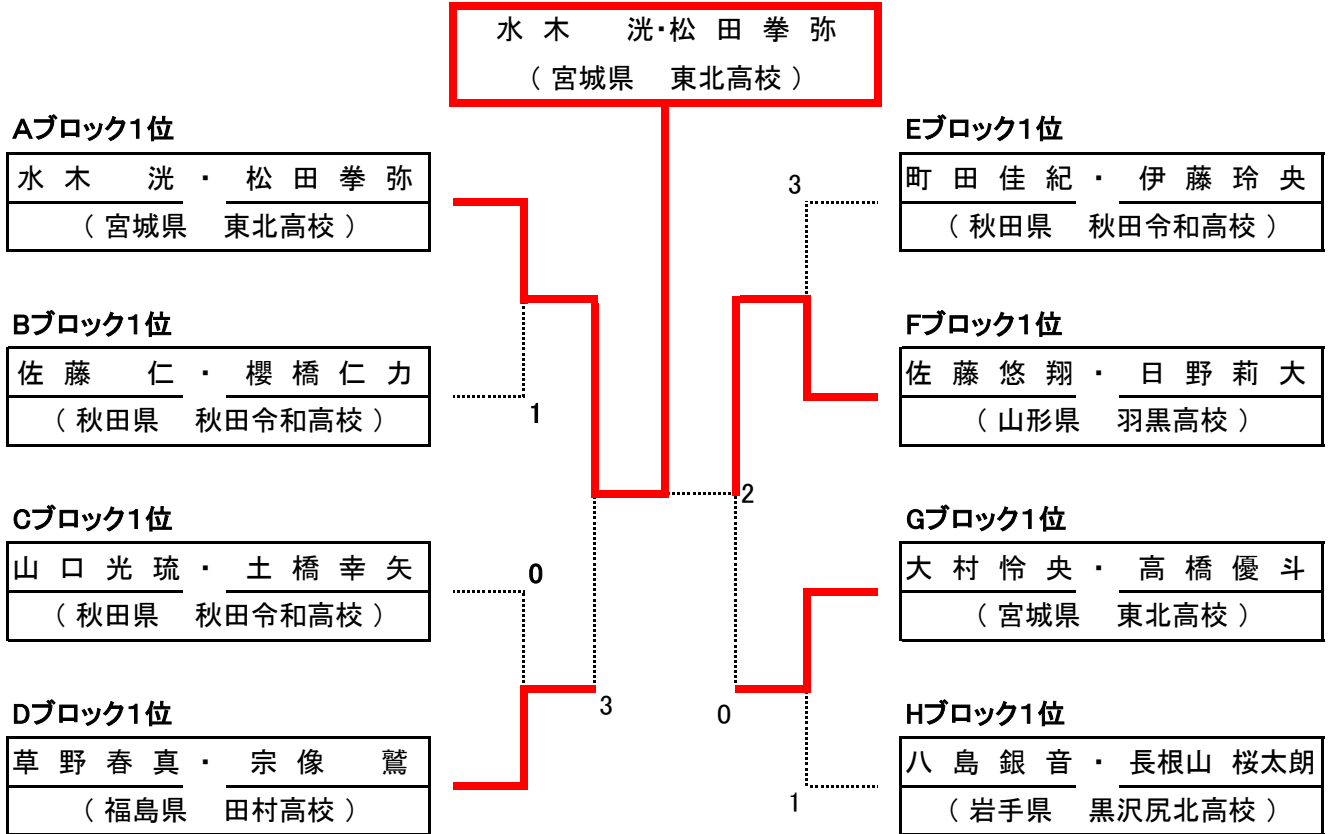 水木　洸・松田拳弥
（宮城県　東北高校）
Aブロック1位
水木　洸・松田拳弥
（宮城県　東北高校）
Bブロック1位
佐藤　仁・櫻橋仁力
（秋田県　秋田令和高校）
1
Cブロック1位
山口光琉・土橋幸矢
（秋田県　秋田令和高校）
0
Dブロック1位
草野春真・宗像　鷲
（福島県　田村高校）
3
Eブロック1位
町田佳紀・伊藤玲央
（秋田県　秋田令和高校）
3
Fブロック1位
佐藤悠翔・日野莉大
（山形県　羽黒高校）
2
Gブロック1位
大村怜央・高橋優斗
（宮城県　東北高校）
0
Hブロック1位
八島銀音・長根山 桜太朗
（岩手県　黒沢尻北高校）
1